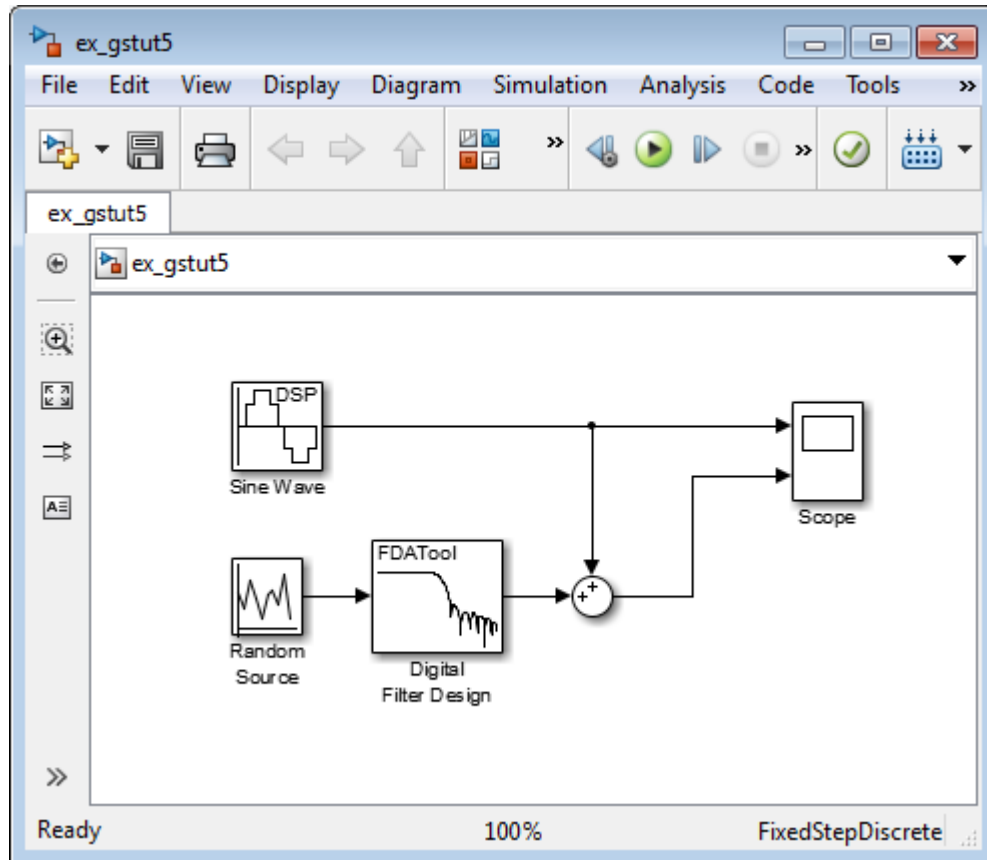 ex_gstut5
File Edit View Display Diagram Simulation Analysis Code Tools »
ex_gstut5
ex_gstut5
DSP
Sine Wave
Scope
FDATool
Random
Source
Digital
Filter Design
Ready 100% FixedStepDiscrete